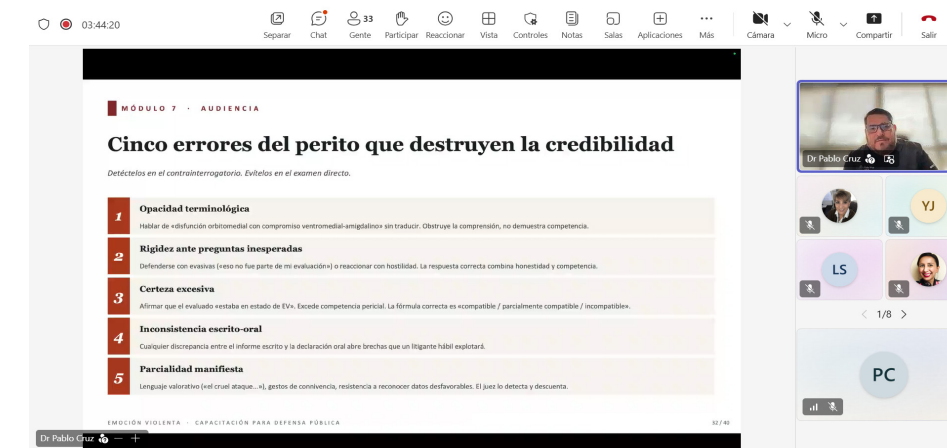 03:44:20
Separar
Chat
33
Gente
Participar
Reaccionar
Vista
Controles
Notas
Salas
Aplicaciones
Más
Cámara
Micro
Compartir
Salir
MÓDULO 7 · AUDIENCIA
Cinco errores del perito que destruyen la credibilidad
Detéctelos en el contrainterrogatorio. Evítelos en el examen directo.
1
Opacidad terminológica
Hablar de «disfunción orbitomedial con compromiso ventromedial-amigdalino» sin traducir. Obstruye la comprensión, no demuestra competencia.
2
Rigidez ante preguntas inesperadas
Defenderse con evasivas («eso no fue parte de mi evaluación») o reaccionar con hostilidad. La respuesta correcta combina honestidad y competencia.
3
Certeza excesiva
Afirmar que el evaluado «estaba en estado de EV». Excede competencia pericial. La fórmula correcta es «compatible / parcialmente compatible / incompatible».
4
Inconsistencia escrito-oral
Cualquier discrepancia entre el informe escrito y la declaración oral abre brechas que un litigante hábil explotará.
5
Parcialidad manifiesta
Lenguaje valorativo («el cruel ataque...»), gestos de connivencia, resistencia a reconocer datos desfavorables. El juez lo detecta y descuenta.
EMOCIÓN VIOLENTA · CAPACITACIÓN PARA DEFENSA PÚBLICA
32 / 40
Dr Pablo Cruz
Dr Pablo Cruz
YJ
LS
1/8
PC